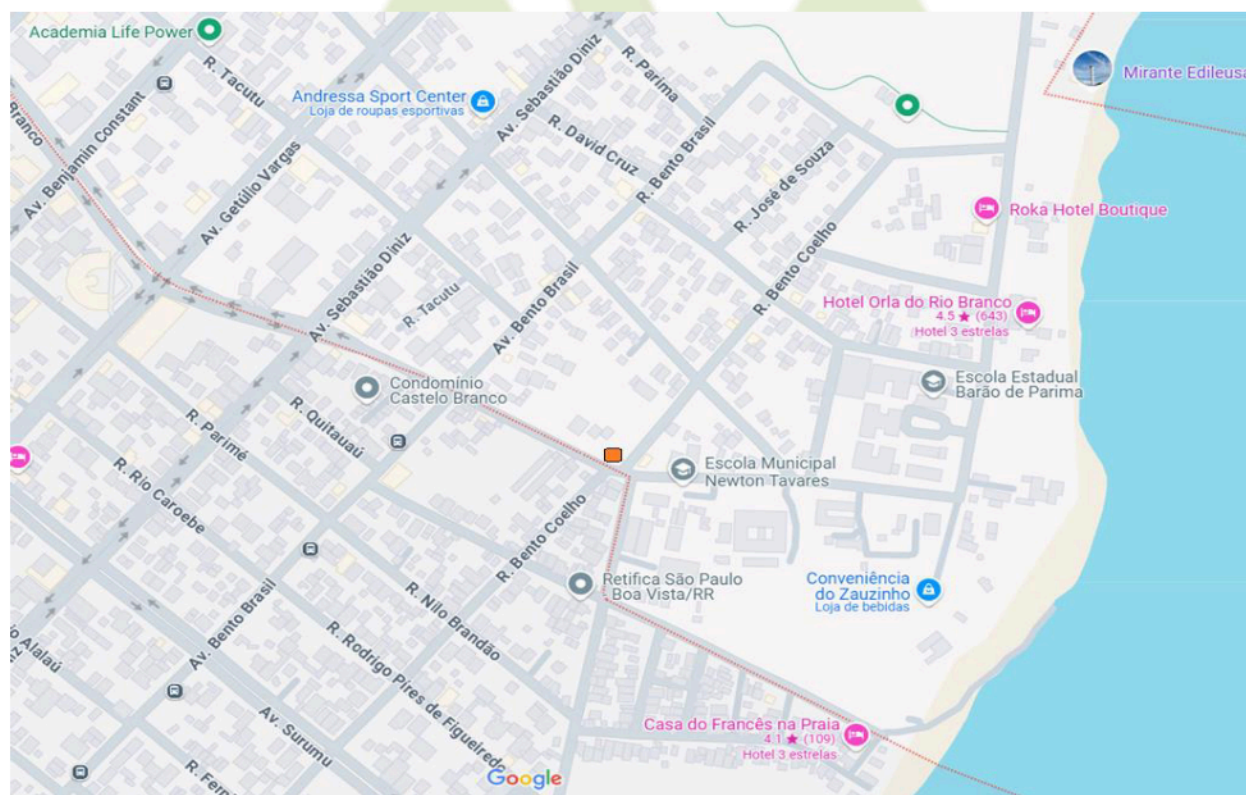 Academia Life Power
R. Tacutu
Andressa Sport Center
Loja de roupas esportivas
Av. Sebastião Diniz
R. Parima
Mirante Edileusa
Branco
Av. Benjamin Constant
Av. Getúlio Vargas
R. David Cruz
R. Bento Brasil
R. José de Souza
Roka Hotel Boutique
R. Bento Coelho
Av. Sebastião Diniz
R. Tacutu
Av. Bento Brasil
Hotel Orla do Rio Branco
4.5 ★ (643)
Hotel 3 estrelas
Condomínio
Castelo Branco
Escola Estadual
Barão de Parima
R. Quitauaú
R. Parimé
R. Rio Caroebe
Escola Municipal
Newton Tavares
R. Bento Coelho
Retifica São Paulo
Boa Vista/RR
Conveniência
do Zauzinho
Loja de bebidas
R. Nilo Brandão
Av. Bento Brasil
R. Rodrigo Pires de Figueiredo
Alalaú
Av. Surumu
Casa do Francês na Praia
4.1 ★ (109)
Hotel 3 estrelas
Google